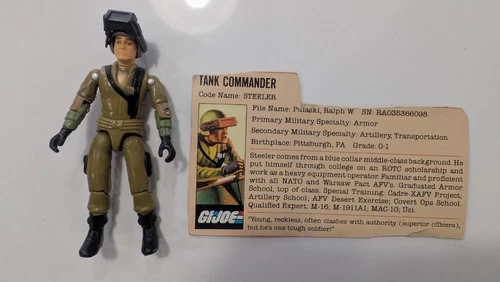 TANK COMMANDER
Code Name: STEELER
File Name: Pulaski, Ralph W. SN: RA035366098
Primary Military Specialty: Armor
Secondary Military Specialty: Artillery, Transportation
Birthplace: Pittsburgh, PA Grade: 0-1
Steeler comes from a blue collar middle-class background. He
put himself through college on an ROTC scholarship and
work as a heavy equipment operator. Familiar and proficient
with all NATO and Warsaw Pact AFV's. Graduated Armor
School, top of class. Special Training: Cadre-XAFV Project,
Artillery School; AFV Desert Exercise; Covert Ops School.
Qualified Expert: M-16; M-1911A1; MAC-10; Uzi.
"Young, reckless, often clashes with authority (superior officers),
but he's one tough soldier!"
G.I. JOE